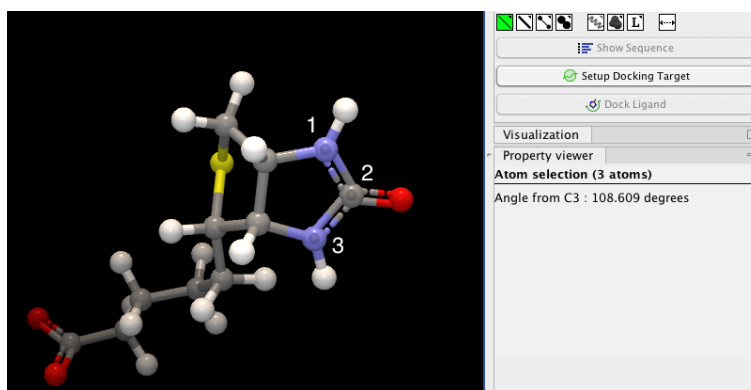 L
Show Sequence
Setup Docking Target
Dock Ligand
Visualization
Property viewer
Atom selection (3 atoms)
Angle from C3 : 108.609 degrees
1
2
3